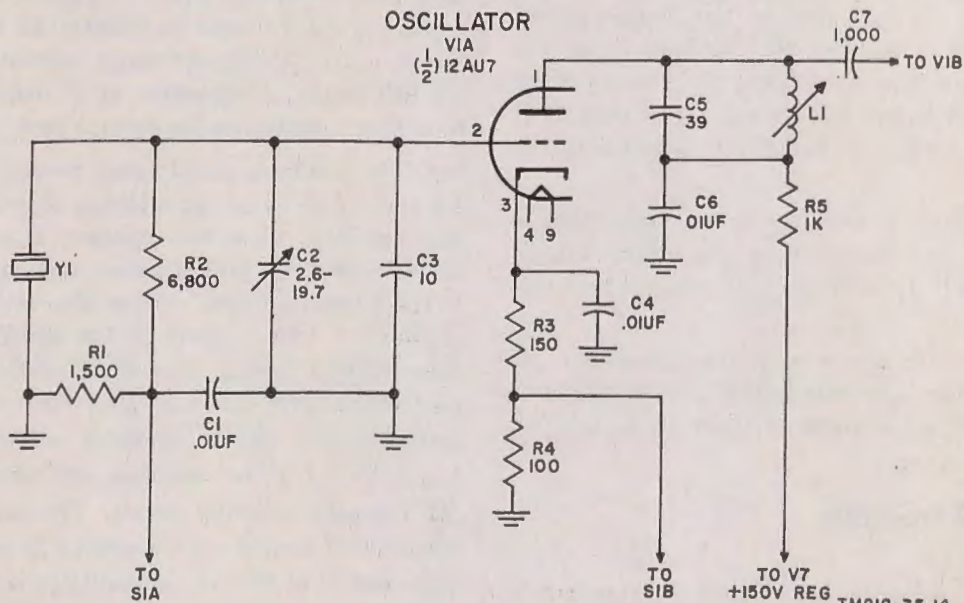 OSCILLATOR
V1A
(½) 12AU7
C7
1,000
TO V1B
1
2
3
4
9
C5
39
L1
C6
.01UF
R5
1K
Y1
R2
6,800
C2
2.6-
19.7
C3
10
C4
.01UF
R3
150
R1
1,500
C1
.01UF
R4
100
TO
S1A
TO
S1B
TO V7
+150V REG